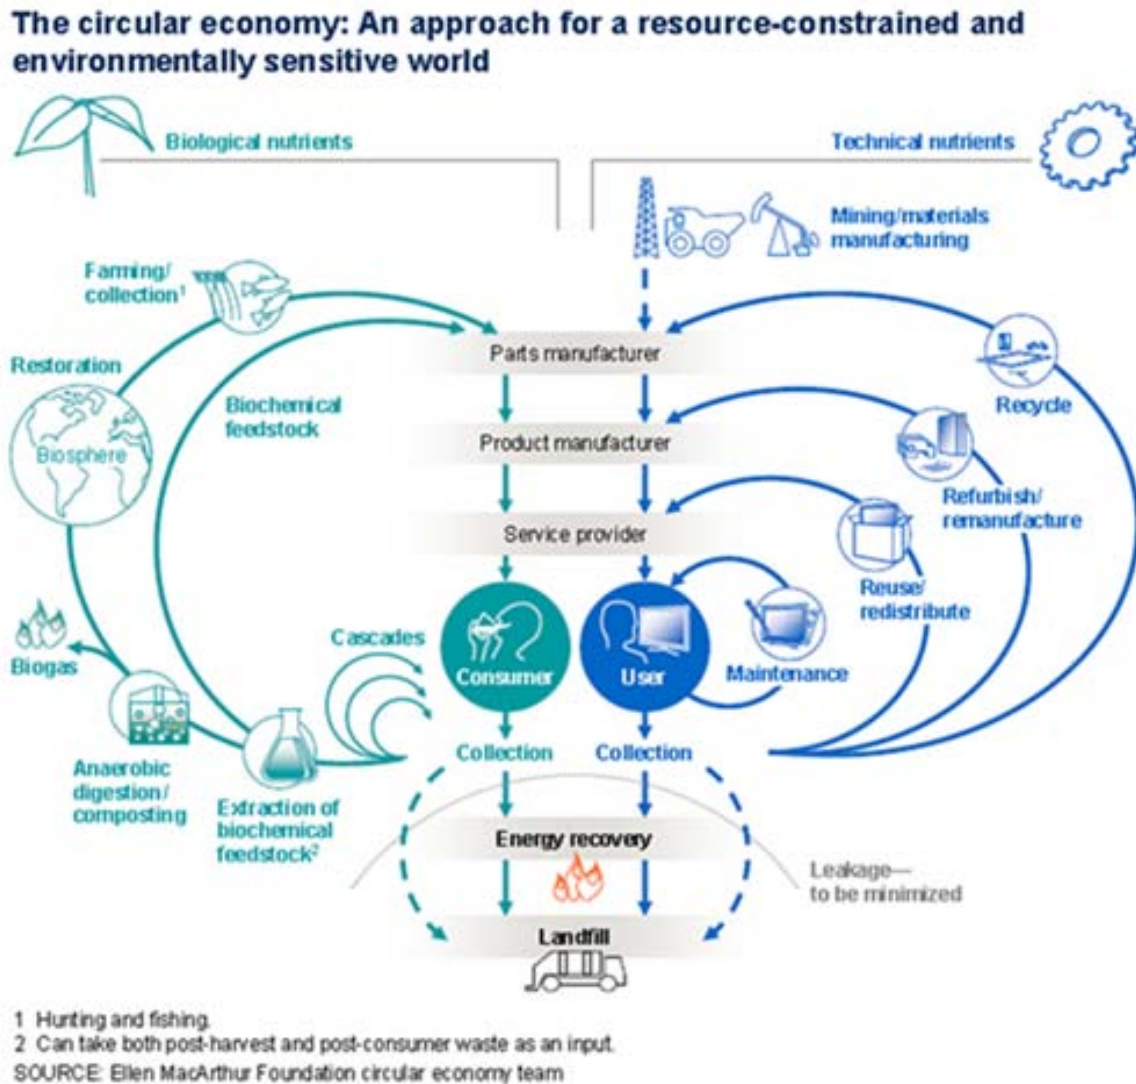 The circular economy: An approach for a resource-constrained and
environmentally sensitive world
Biological nutrients
Technical nutrients
Mining/materials
manufacturing
Farming/
collection¹
Parts manufacturer
Restoration
Biosphere
Biochemical
feedstock
Recycle
Product manufacturer
Refurbish/
remanufacture
Service provider
Reuse/
redistribute
Biogas
Cascades
Consumer
User
Maintenance
Collection
Collection
Anaerobic
digestion/
composting
Extraction of
biochemical
feedstock²
Energy recovery
Leakage—
to be minimized
Landfill
1 Hunting and fishing.
2 Can take both post-harvest and post-consumer waste as an input.
SOURCE: Ellen MacArthur Foundation circular economy team